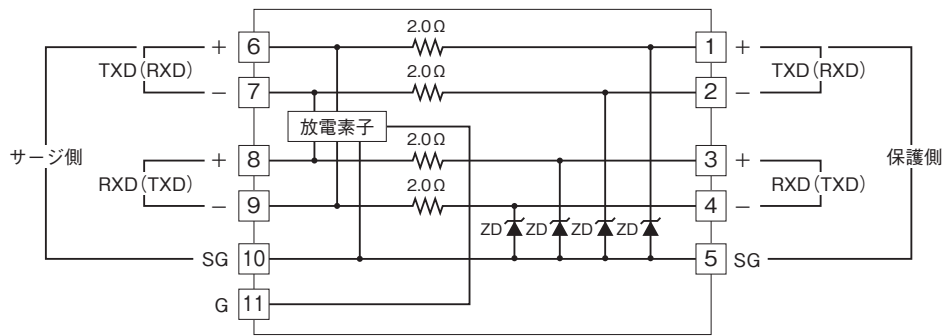 2.0Ω
+ 6 1 +
TXD(RXD) TXD(RXD)
2.0Ω
− 7 2 −
放電素子
2.0Ω
サージ側 保護側
+ 8 3 +
RXD(TXD) RXD(TXD)
2.0Ω
− 9 4 −
ZD ZD ZD ZD
SG 10 5 SG
G 11